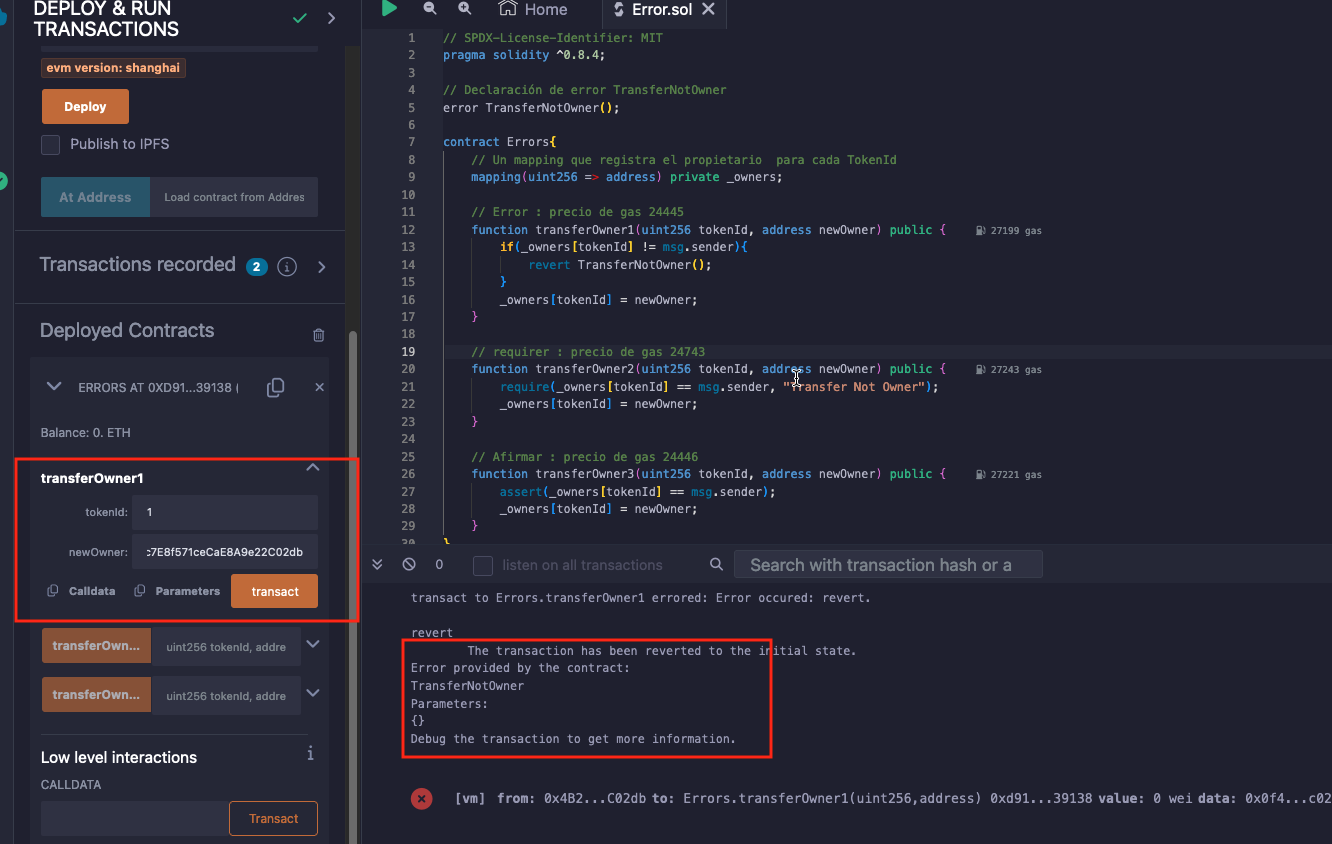 DEPLOY & RUN
TRANSACTIONS
evm version: shanghai
Deploy
Publish to IPFS
At Address
Load contract from Addres
Transactions recorded 2 i
Deployed Contracts
ERRORS AT 0XD91...39138 (
Balance: 0. ETH
transferOwner1
tokenId: 1
newOwner: :7E8f571ceCaE8A9e22C02db
Calldata Parameters transact
transferOwn... uint256 tokenId, addre
transferOwn... uint256 tokenId, addre
Low level interactions i
CALLDATA
Transact
Home Error.sol
1 // SPDX-License-Identifier: MIT
2 pragma solidity ^0.8.4;
3
4 // Declaración de error TransferNotOwner
5 error TransferNotOwner();
6
7 contract Errors{
8 // Un mapping que registra el propietario  para cada TokenId
9 mapping(uint256 => address) private _owners;
10
11 // Error : precio de gas 24445
12 function transferOwner1(uint256 tokenId, address newOwner) public { 27199 gas
13 if(_owners[tokenId] != msg.sender){
14 revert TransferNotOwner();
15 }
16 _owners[tokenId] = newOwner;
17 }
18
19 // requirer : precio de gas 24743
20 function transferOwner2(uint256 tokenId, address newOwner) public { 27243 gas
21 require(_owners[tokenId] == msg.sender, "Transfer Not Owner");
22 _owners[tokenId] = newOwner;
23 }
24
25 // Afirmar : precio de gas 24446
26 function transferOwner3(uint256 tokenId, address newOwner) public { 27221 gas
27 assert(_owners[tokenId] == msg.sender);
28 _owners[tokenId] = newOwner;
29 }
30 }
0 listen on all transactions Search with transaction hash or a
transact to Errors.transferOwner1 errored: Error occured: revert.
revert
The transaction has been reverted to the initial state.
Error provided by the contract:
TransferNotOwner
Parameters:
{}
Debug the transaction to get more information.
[vm] from: 0x4B2...C02db to: Errors.transferOwner1(uint256,address) 0xd91...39138 value: 0 wei data: 0x0f4...c02